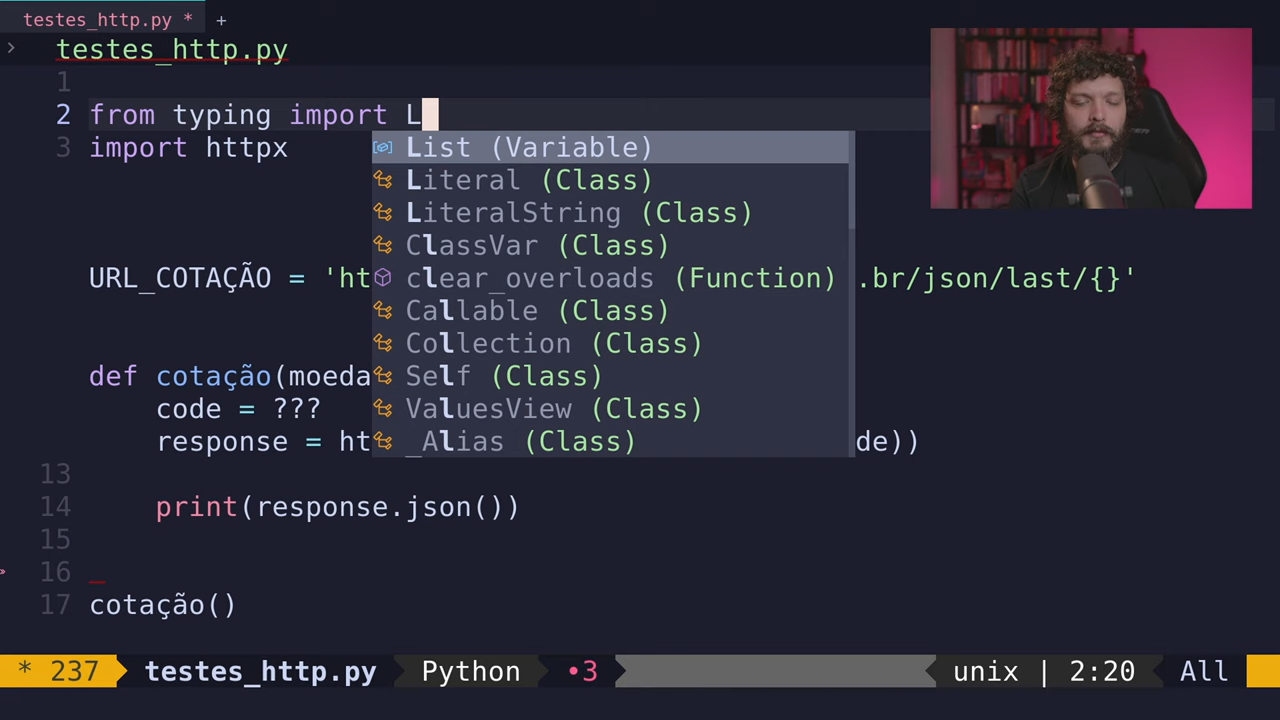 testes_http.py * +
testes_http.py
1
2 from typing import L
3 import httpx
List (Variable)
Literal (Class)
LiteralString (Class)
ClassVar (Class)
URL_COTAÇÃO = 'ht clear_overloads (Function) .br/json/last/{}'
Callable (Class)
Collection (Class)
def cotação(moeda Self (Class)
code = ??? ValuesView (Class)
response = ht _Alias (Class) de))
13
14 print(response.json())
15
16
17 cotação()
* 237 testes_http.py Python •3 unix | 2:20 All